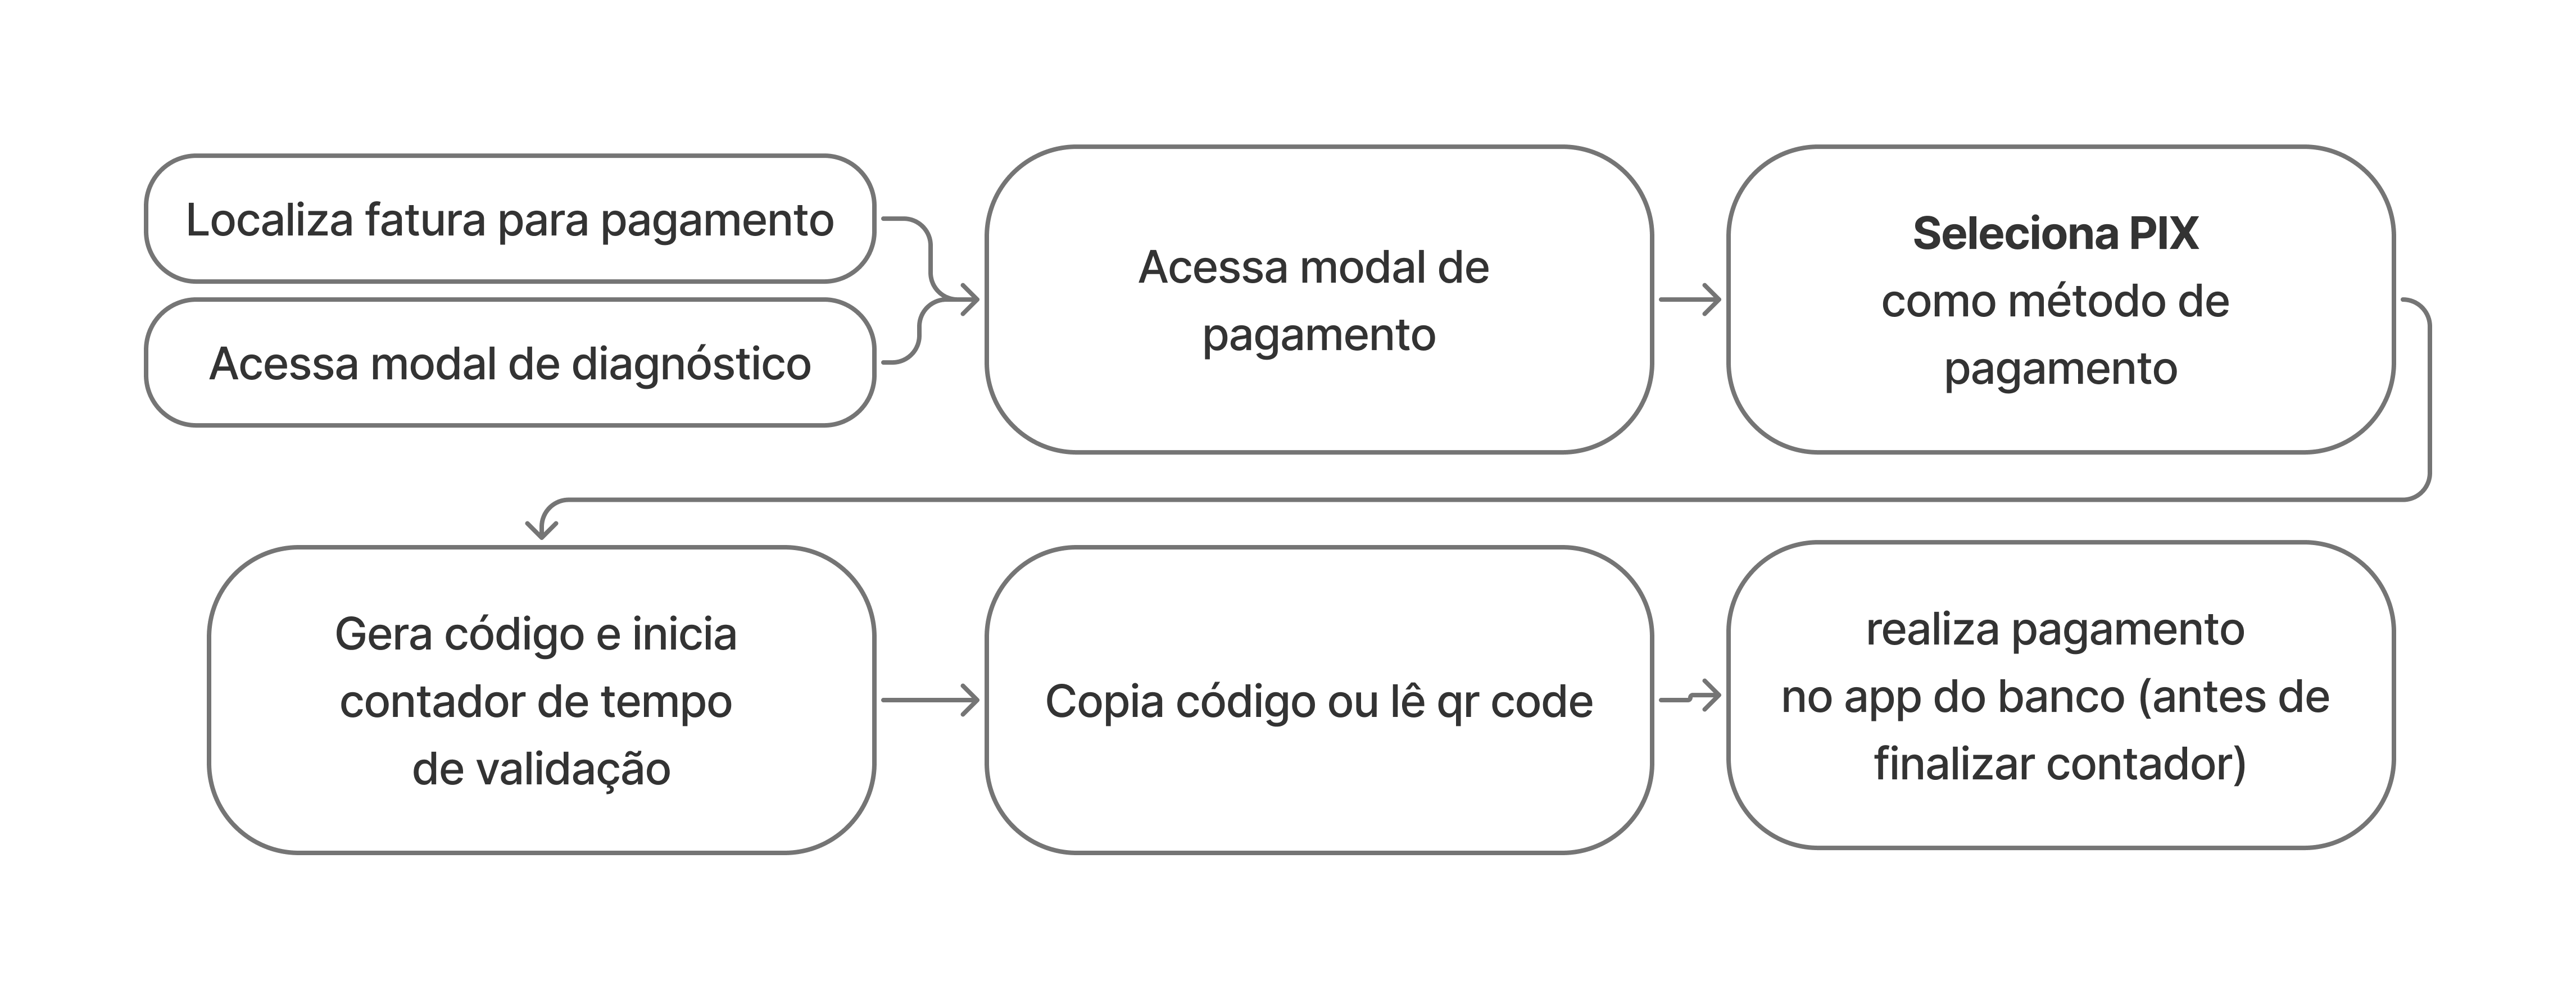 Localiza fatura para pagamento
Acessa modal de diagnóstico
Acessa modal de
pagamento
Seleciona PIX
como método de
pagamento
Gera código e inicia
contador de tempo
de validação
Copia código ou lê qr code
realiza pagamento
no app do banco (antes de
finalizar contador)